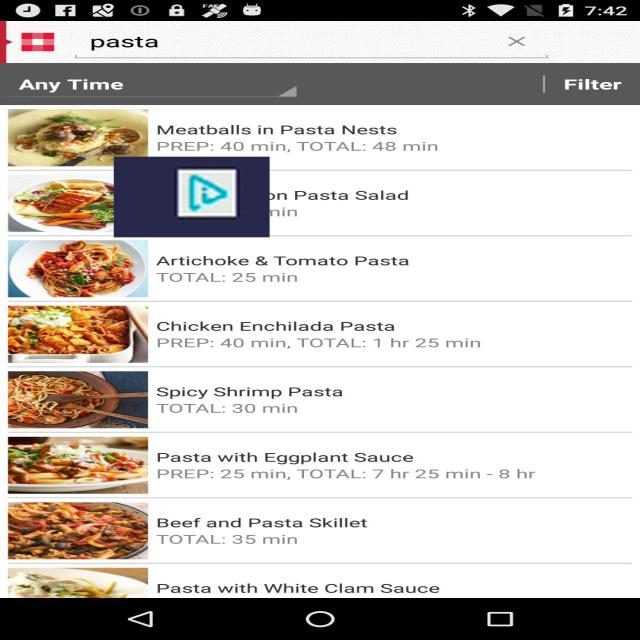 7:42
pasta
Any Time
Filter
Meatballs in Pasta Nests
PREP: 40 min, TOTAL: 48 min
on Pasta Salad
min
Artichoke & Tomato Pasta
TOTAL: 25 min
Chicken Enchilada Pasta
PREP: 40 min, TOTAL: 1 hr 25 min
Spicy Shrimp Pasta
TOTAL: 30 min
Pasta with Eggplant Sauce
PREP: 25 min, TOTAL: 7 hr 25 min - 8 hr
Beef and Pasta Skillet
TOTAL: 35 min
Pasta with White Clam Sauce